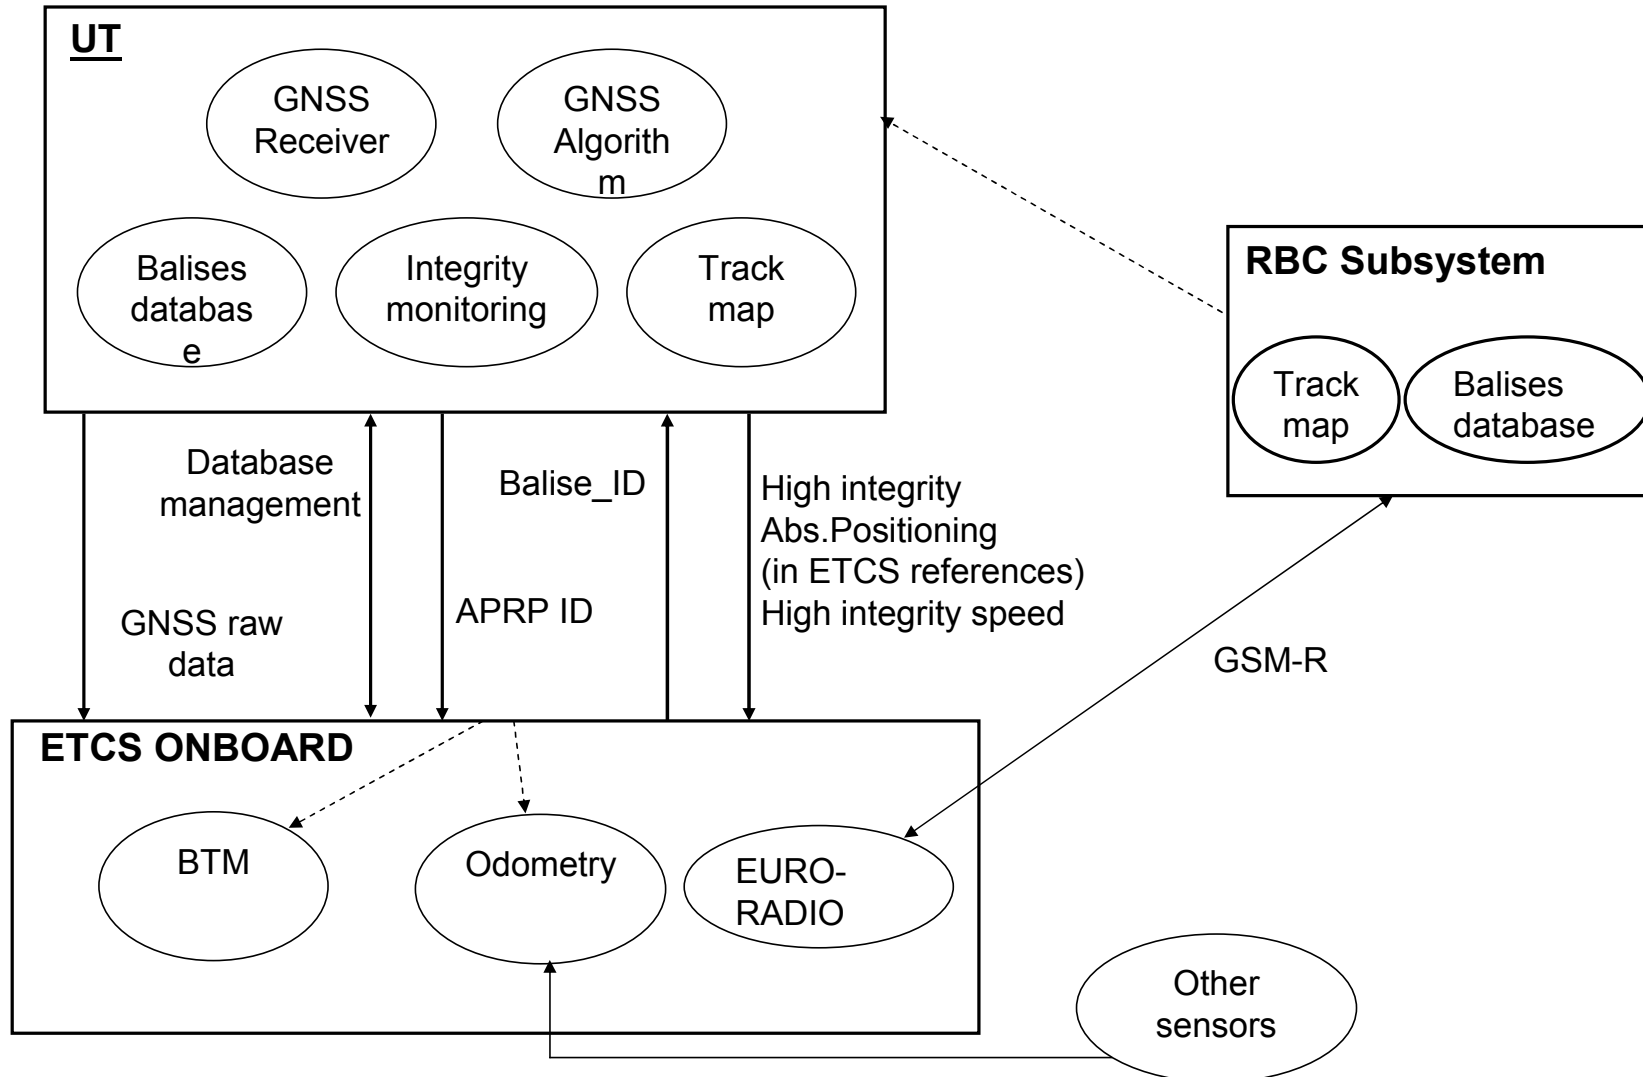 UT
GNSS
Receiver
GNSS
Algorith
m
Balises
databas
e
Integrity
monitoring
Track
map
RBC Subsystem
Track
map
Balises
database
Database
management
Balise_ID
High integrity
Abs.Positioning
(in ETCS references)
High integrity speed
GNSS raw
data
APRP ID
GSM-R
ETCS ONBOARD
BTM
Odometry
EURO-
RADIO
Other
sensors